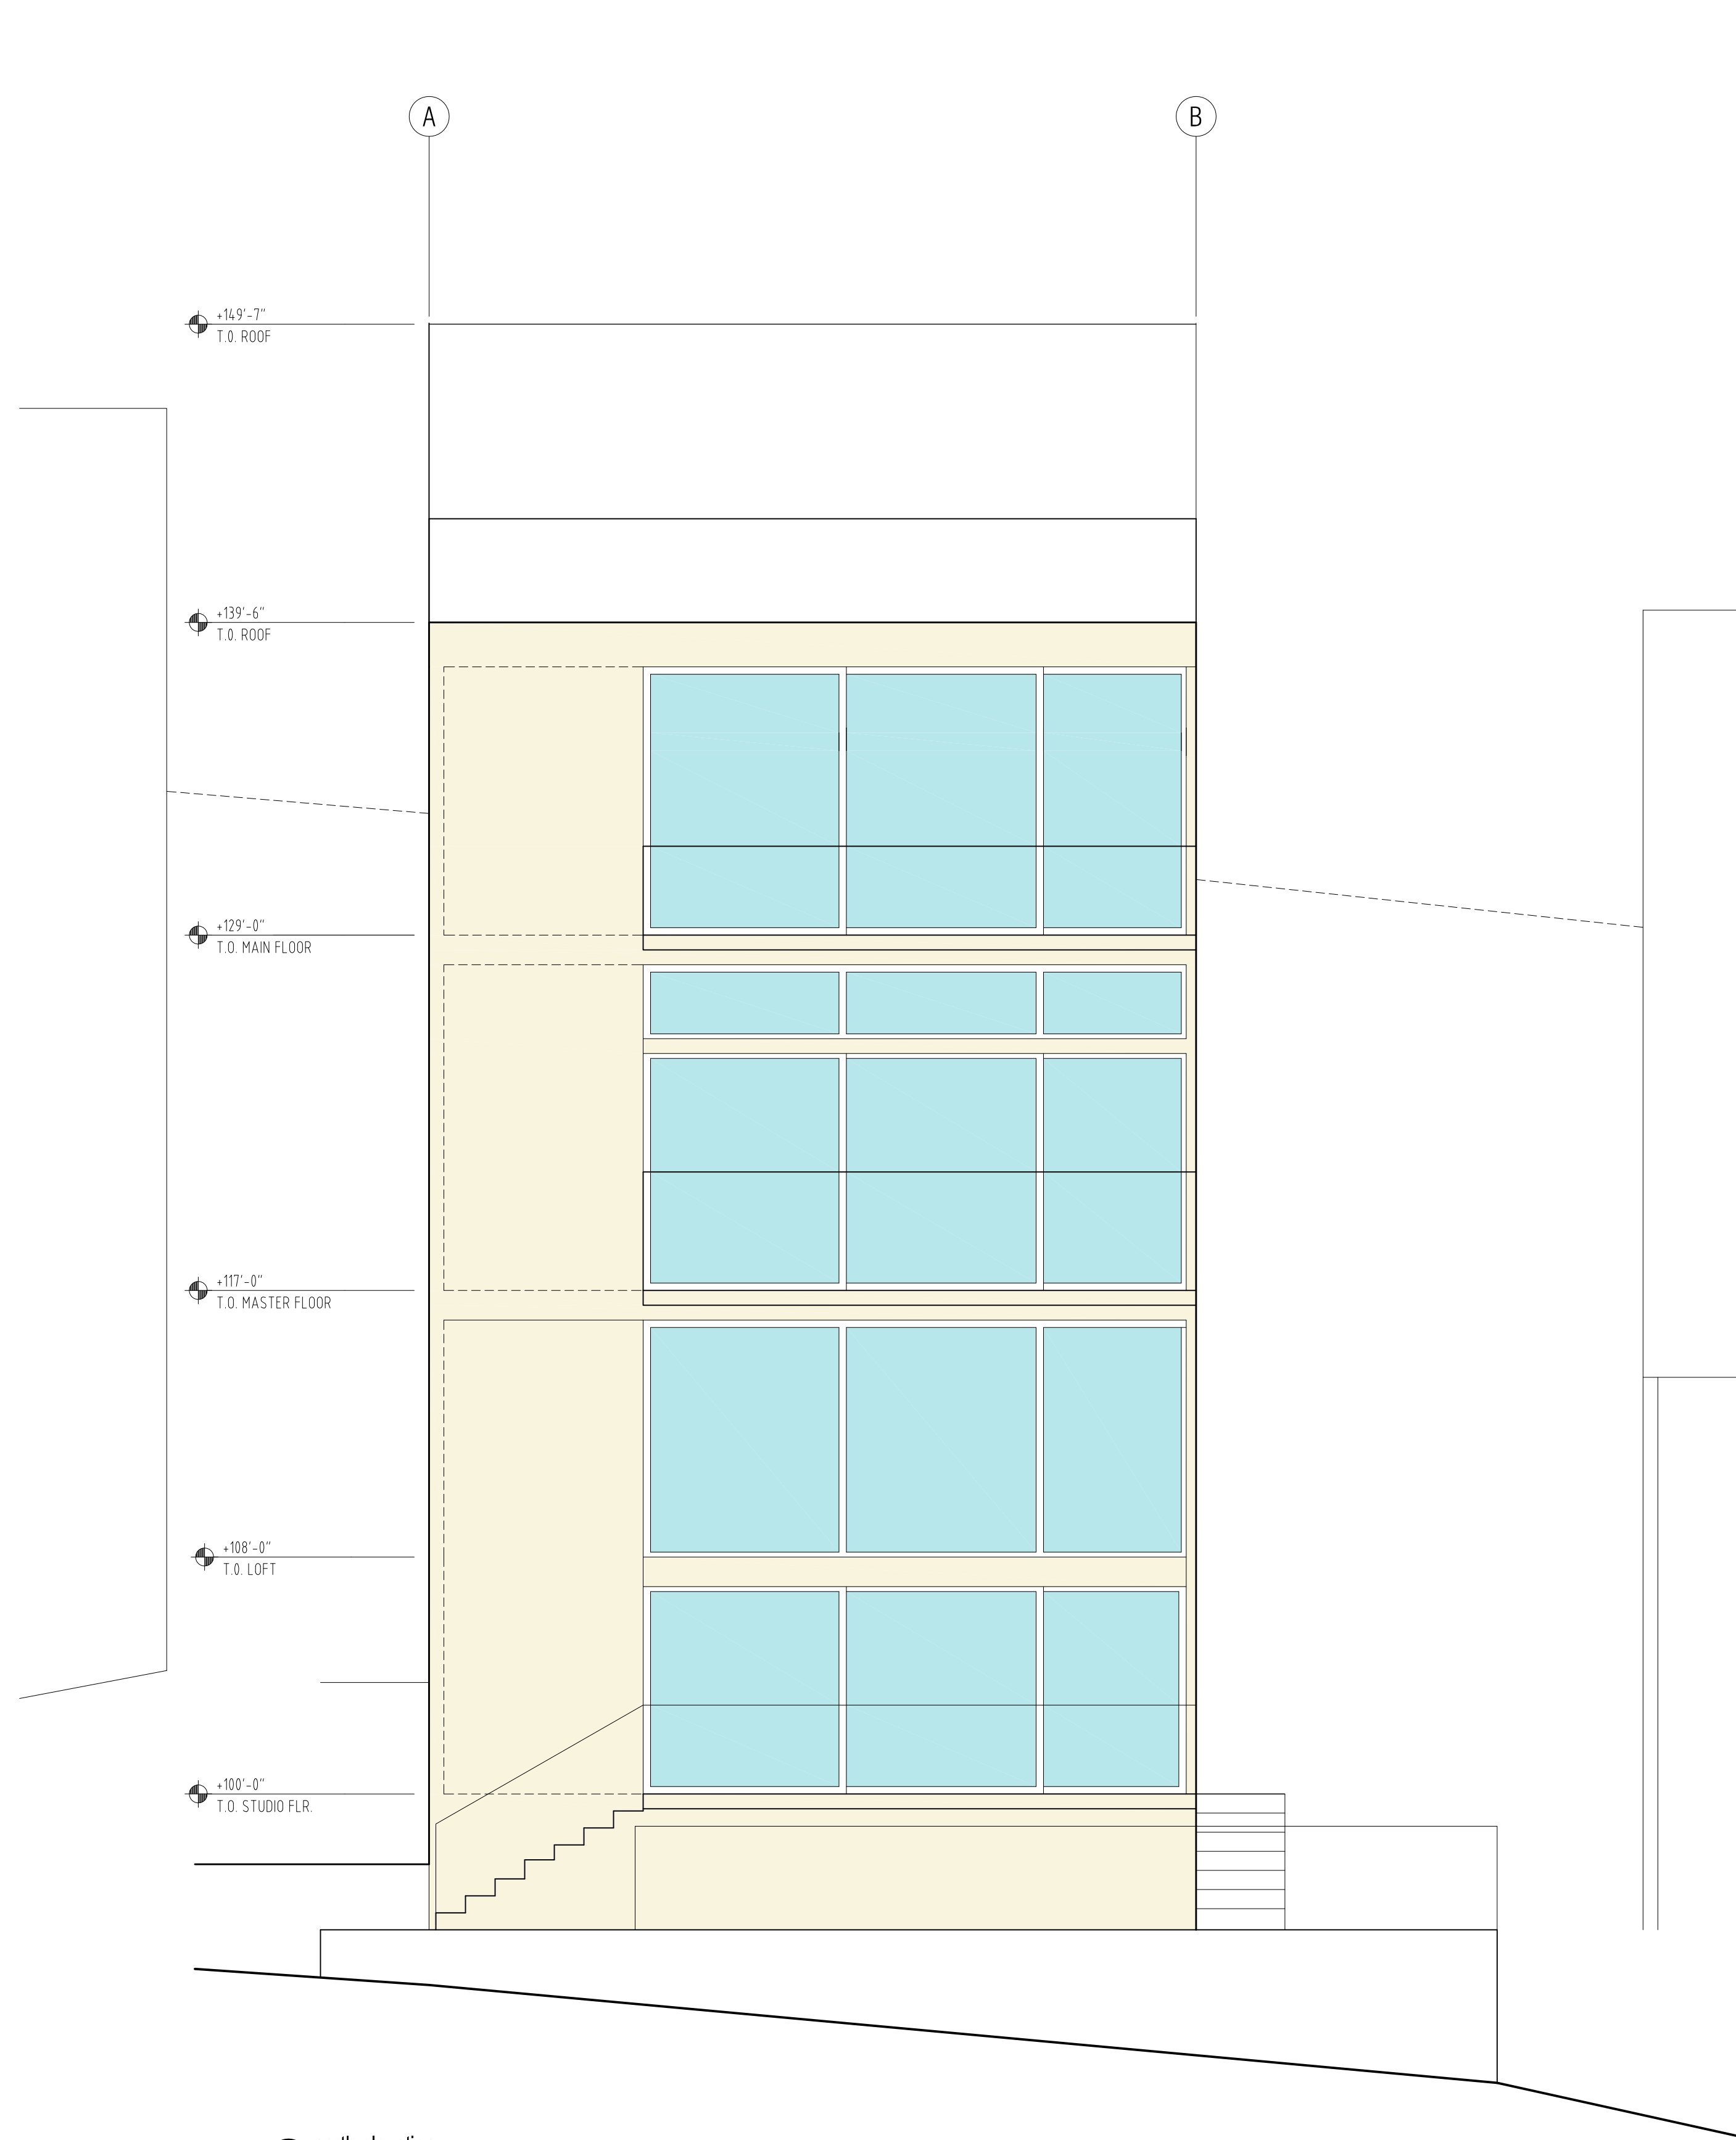 A
B
+149'-7"
T.O. ROOF
+139'-6"
T.O. ROOF
+129'-0"
T.O. MAIN FLOOR
+117'-0"
T.O. MASTER FLOOR
+108'-0"
T.O. LOFT
+100'-0"
T.O. STUDIO FLR.